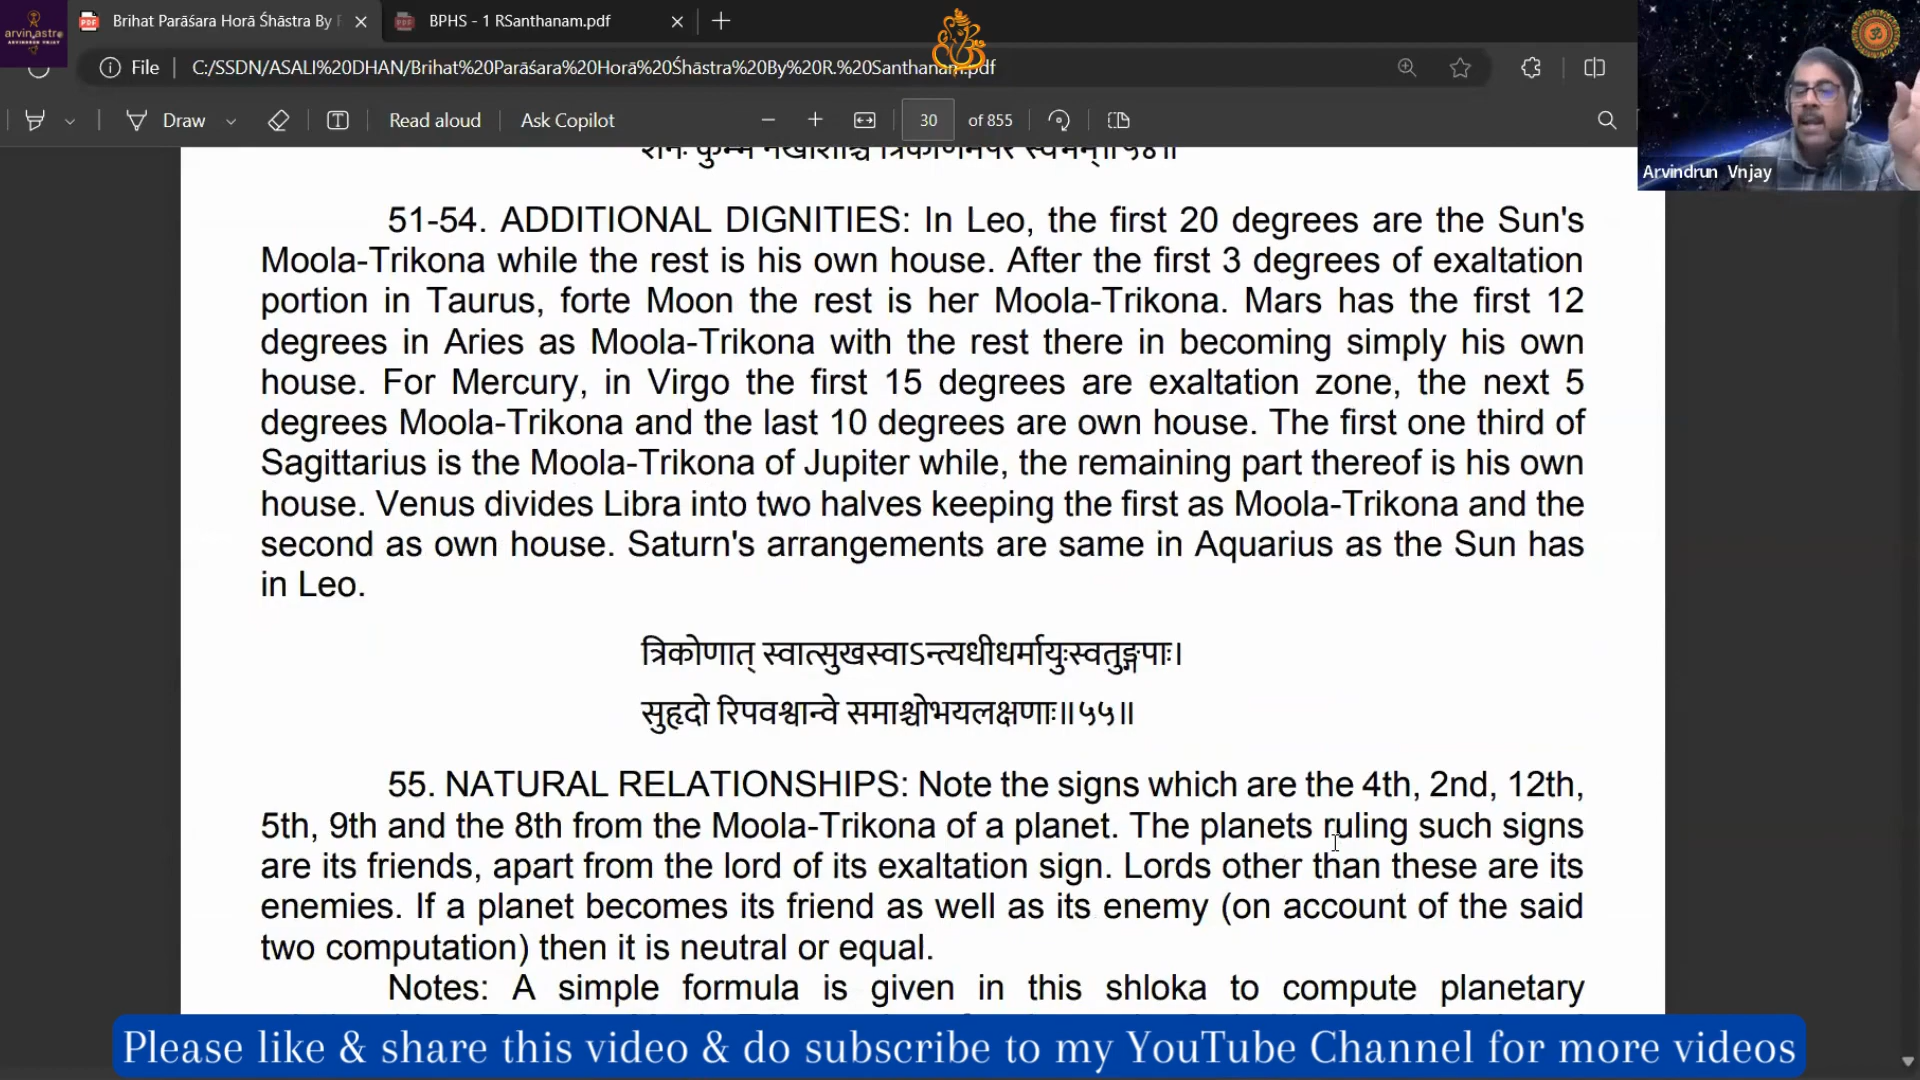 arvin astro
ARVINDRUN VNJAY
Brihat Parāśara Horā Śhāstra By
BPHS - 1 RSanthanam.pdf
File
C:/SSDN/ASALI%20DHAN/Brihat%20Parāśara%20Horā%20Śhāstra%20By%20R.%20Santhanam.pdf
Draw
Read aloud
Ask Copilot
30
of 855
Arvindrun Vnjay
51-54. ADDITIONAL DIGNITIES: In Leo, the first 20 degrees are the Sun's
Moola-Trikona while the rest is his own house. After the first 3 degrees of exaltation
portion in Taurus, forte Moon the rest is her Moola-Trikona. Mars has the first 12
degrees in Aries as Moola-Trikona with the rest there in becoming simply his own
house. For Mercury, in Virgo the first 15 degrees are exaltation zone, the next 5
degrees Moola-Trikona and the last 10 degrees are own house. The first one third of
Sagittarius is the Moola-Trikona of Jupiter while, the remaining part thereof is his own
house. Venus divides Libra into two halves keeping the first as Moola-Trikona and the
second as own house. Saturn's arrangements are same in Aquarius as the Sun has
in Leo.
त्रिकोणात् स्वात्सुखस्वाऽन्त्यधीधर्मायुःस्वतुङ्गपाः।
सुहृदो रिपवश्चान्वे समाश्चोभयलक्षणाः॥५५॥
55. NATURAL RELATIONSHIPS: Note the signs which are the 4th, 2nd, 12th,
5th, 9th and the 8th from the Moola-Trikona of a planet. The planets ruling such signs
are its friends, apart from the lord of its exaltation sign. Lords other than these are its
enemies. If a planet becomes its friend as well as its enemy (on account of the said
two computation) then it is neutral or equal.
Notes: A simple formula is given in this shloka to compute planetary
Please like & share this video & do subscribe to my YouTube Channel for more videos